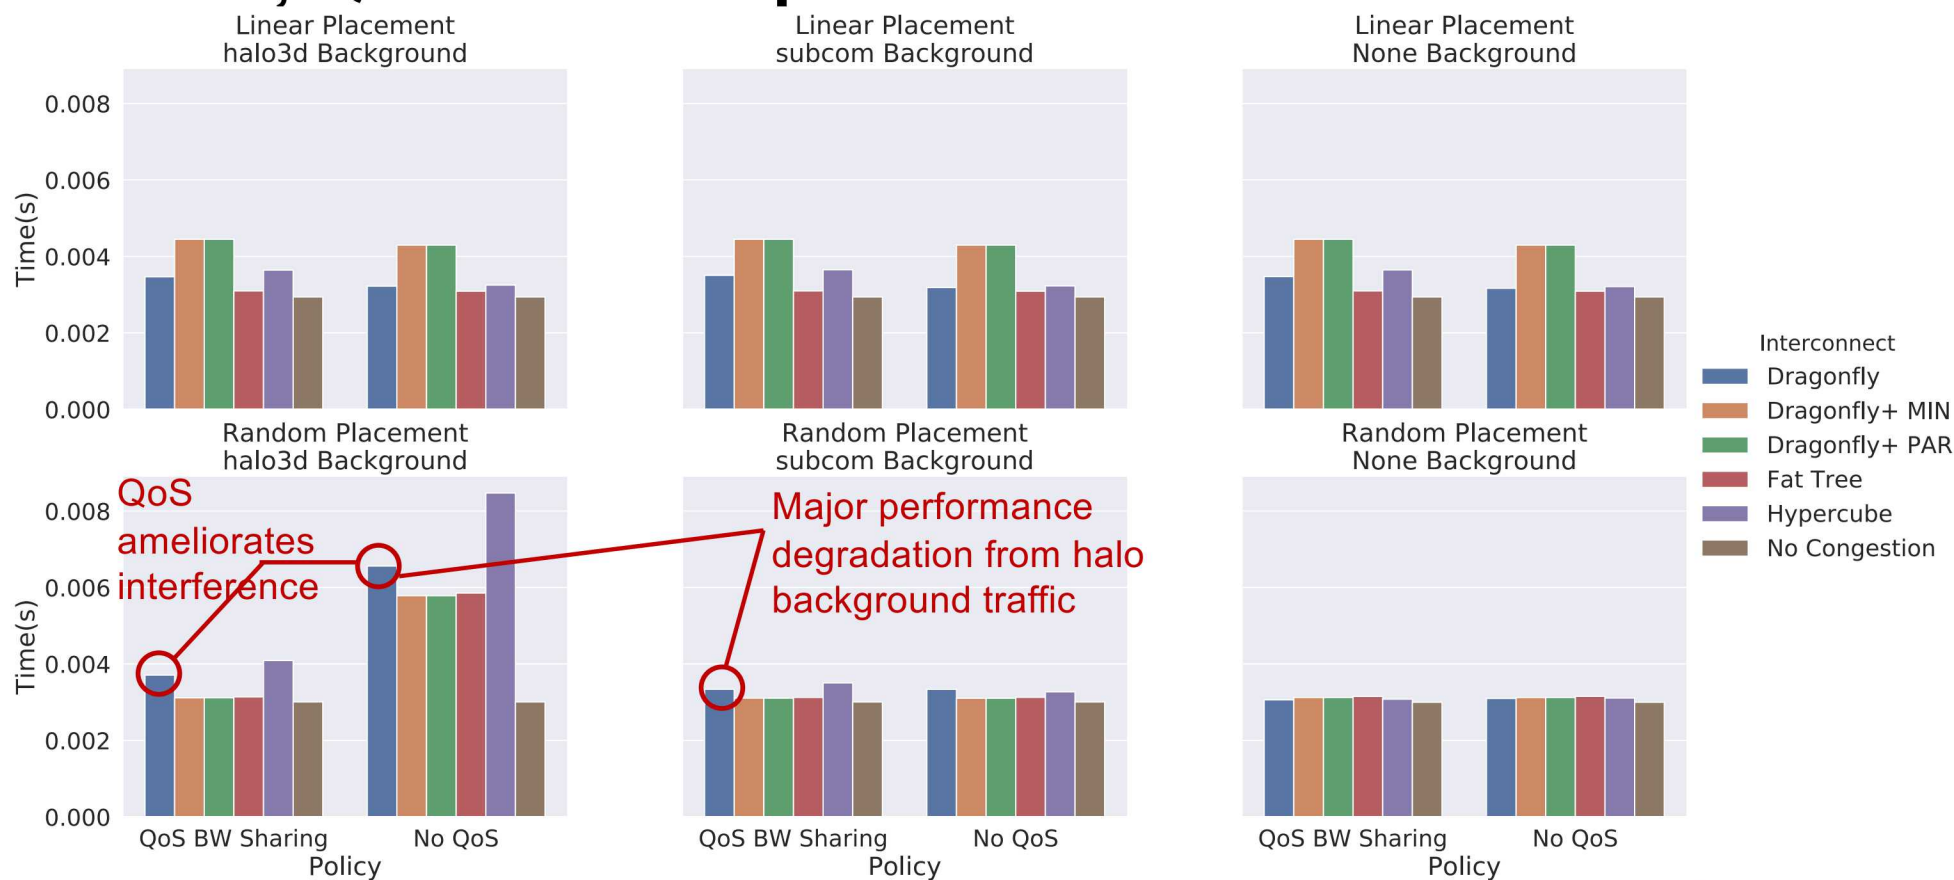 Linear Placement
halo3d Background
Linear Placement
subcom Background
Linear Placement
None Background
Time(s)
0.008
0.006
0.004
0.002
0.000
Random Placement
halo3d Background
Random Placement
subcom Background
Random Placement
None Background
Time(s)
0.008
0.006
0.004
0.002
0.000
QoS
ameliorates
interference
Major performance
degradation from halo
background traffic
QoS BW Sharing
No QoS
Policy
QoS BW Sharing
No QoS
Policy
QoS BW Sharing
No QoS
Policy
Interconnect
Dragonfly
Dragonfly+ MIN
Dragonfly+ PAR
Fat Tree
Hypercube
No Congestion